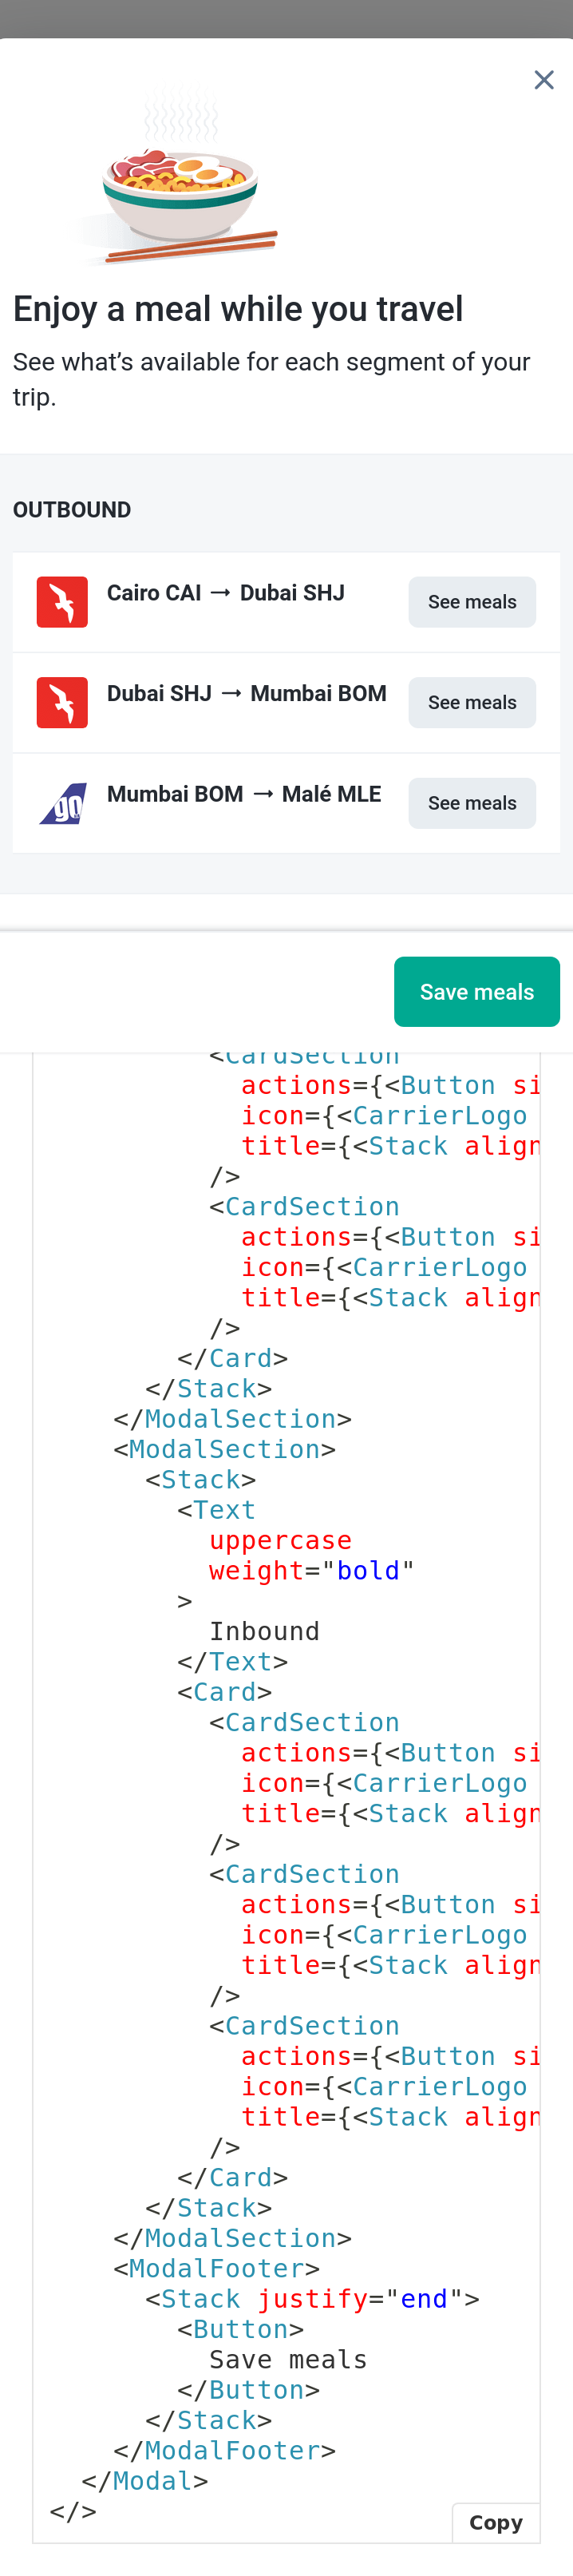 Enjoy a meal while you travel
See what’s available for each segment of your
trip.
OUTBOUND
Cairo CAI → Dubai SHJ
See meals
Dubai SHJ → Mumbai BOM
See meals
go
Mumbai BOM → Malé MLE
See meals
Save meals
<CardSection
actions={<Button si
icon={<CarrierLogo
title={<Stack align
/>
<CardSection
actions={<Button si
icon={<CarrierLogo
title={<Stack align
/>
</Card>
</Stack>
</ModalSection>
<ModalSection>
<Stack>
<Text
uppercase
weight="bold"
>
Inbound
</Text>
<Card>
<CardSection
actions={<Button si
icon={<CarrierLogo
title={<Stack align
/>
<CardSection
actions={<Button si
icon={<CarrierLogo
title={<Stack align
/>
<CardSection
actions={<Button si
icon={<CarrierLogo
title={<Stack align
/>
</Card>
</Stack>
</ModalSection>
<ModalFooter>
<Stack justify="end">
<Button>
Save meals
</Button>
</Stack>
</ModalFooter>
</Modal>
</>
Copy